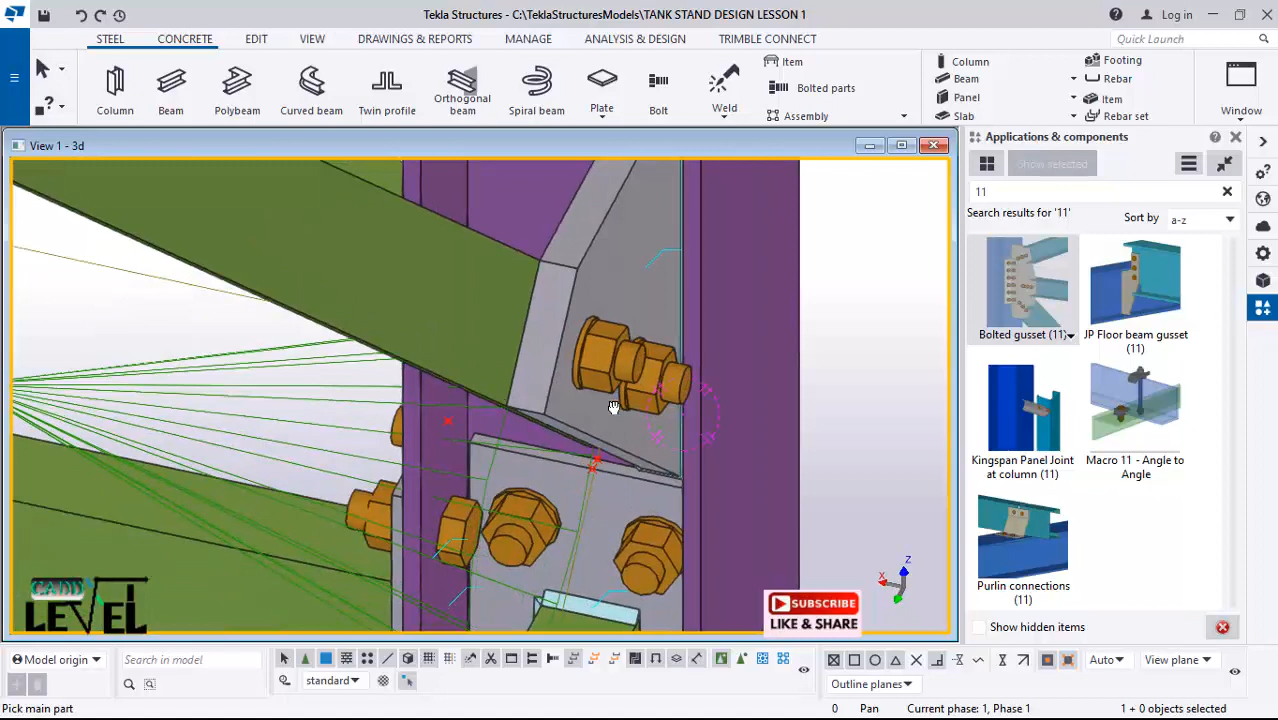 Tekla Structures - C:\TeklaStructuresModels\TANK STAND DESIGN LESSON 1
Log in
STEEL CONCRETE EDIT VIEW DRAWINGS & REPORTS MANAGE ANALYSIS & DESIGN TRIMBLE CONNECT
Quick Launch
Column Beam Polybeam Curved beam Twin profile Orthogonal beam Spiral beam Plate Bolt Weld
Item
Bolted parts
Assembly
Column Footing
Beam Rebar
Panel Item
Slab Rebar set
Window
View 1 - 3d
Applications & components
Show selected
11
Search results for '11'
Sort by a-z
Bolted gusset (11)
JP Floor beam gusset (11)
Kingspan Panel Joint at column (11)
Macro 11 - Angle to Angle
Purlin connections (11)
Show hidden items
Z
X
CADD
LEVEL
SUBSCRIBE
LIKE & SHARE
Model origin
Search in model
standard
Auto
View plane
Outline planes
Pick main part
0 Pan Current phase: 1, Phase 1 1 + 0 objects selected